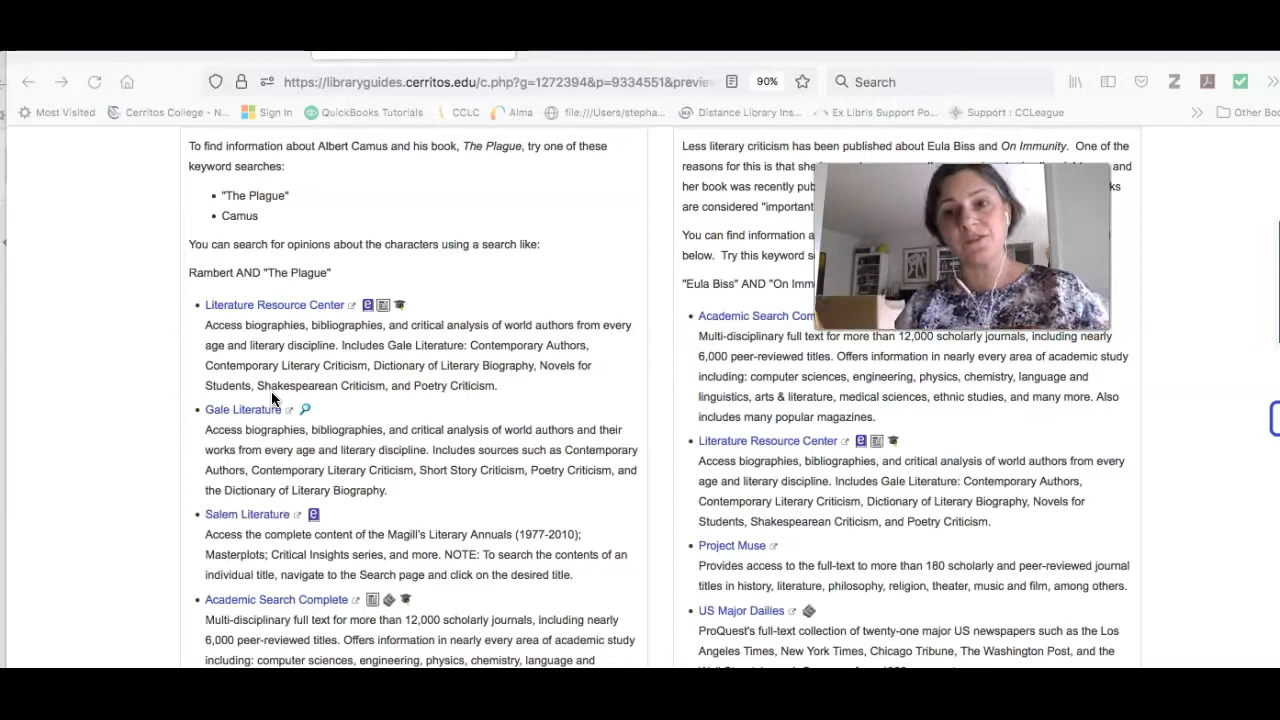 https://libraryguides.cerritos.edu/c.php?g=1272394&p=9334551&preview
90%
Search
Most Visited
Cerritos College - N...
Sign In
QuickBooks Tutorials
CCLC
Alma
file:///Users/stepha...
Distance Library Ins...
Ex Libris Support Po...
Support : CCLeague
Other Boo
To find information about Albert Camus and his book, The Plague, try one of these
keyword searches:
• "The Plague"
• Camus
You can search for opinions about the characters using a search like:
Rambert AND "The Plague"
• Literature Resource Center
Access biographies, bibliographies, and critical analysis of world authors from every
age and literary discipline. Includes Gale Literature: Contemporary Authors,
Contemporary Literary Criticism, Dictionary of Literary Biography, Novels for
Students, Shakespearean Criticism, and Poetry Criticism.
• Gale Literature
Access biographies, bibliographies, and critical analysis of world authors and their
works from every age and literary discipline. Includes sources such as Contemporary
Authors, Contemporary Literary Criticism, Short Story Criticism, Poetry Criticism, and
the Dictionary of Literary Biography.
• Salem Literature
Access the complete content of the Magill's Literary Annuals (1977-2010);
Masterplots; Critical Insights series, and more. NOTE: To search the contents of an
individual title, navigate to the Search page and click on the desired title.
• Academic Search Complete
Multi-disciplinary full text for more than 12,000 scholarly journals, including nearly
6,000 peer-reviewed titles. Offers information in nearly every area of academic study
including: computer sciences, engineering, physics, chemistry, language and
Less literary criticism has been published about Eula Biss and On Immunity. One of the
reasons for this is that she and
her book was recently pub ks
are considered "important
You can find information a
below. Try this keyword s
"Eula Biss" AND "On Imm
• Academic Search Com
Multi-disciplinary full text for more than 12,000 scholarly journals, including nearly
6,000 peer-reviewed titles. Offers information in nearly every area of academic study
including: computer sciences, engineering, physics, chemistry, language and
linguistics, arts & literature, medical sciences, ethnic studies, and many more. Also
includes many popular magazines.
• Literature Resource Center
Access biographies, bibliographies, and critical analysis of world authors from every
age and literary discipline. Includes Gale Literature: Contemporary Authors,
Contemporary Literary Criticism, Dictionary of Literary Biography, Novels for
Students, Shakespearean Criticism, and Poetry Criticism.
• Project Muse
Provides access to the full-text to more than 180 scholarly and peer-reviewed journal
titles in history, literature, philosophy, religion, theater, music and film, among others.
• US Major Dailies
ProQuest's full-text collection of twenty-one major US newspapers such as the Los
Angeles Times, New York Times, Chicago Tribune, The Washington Post, and the